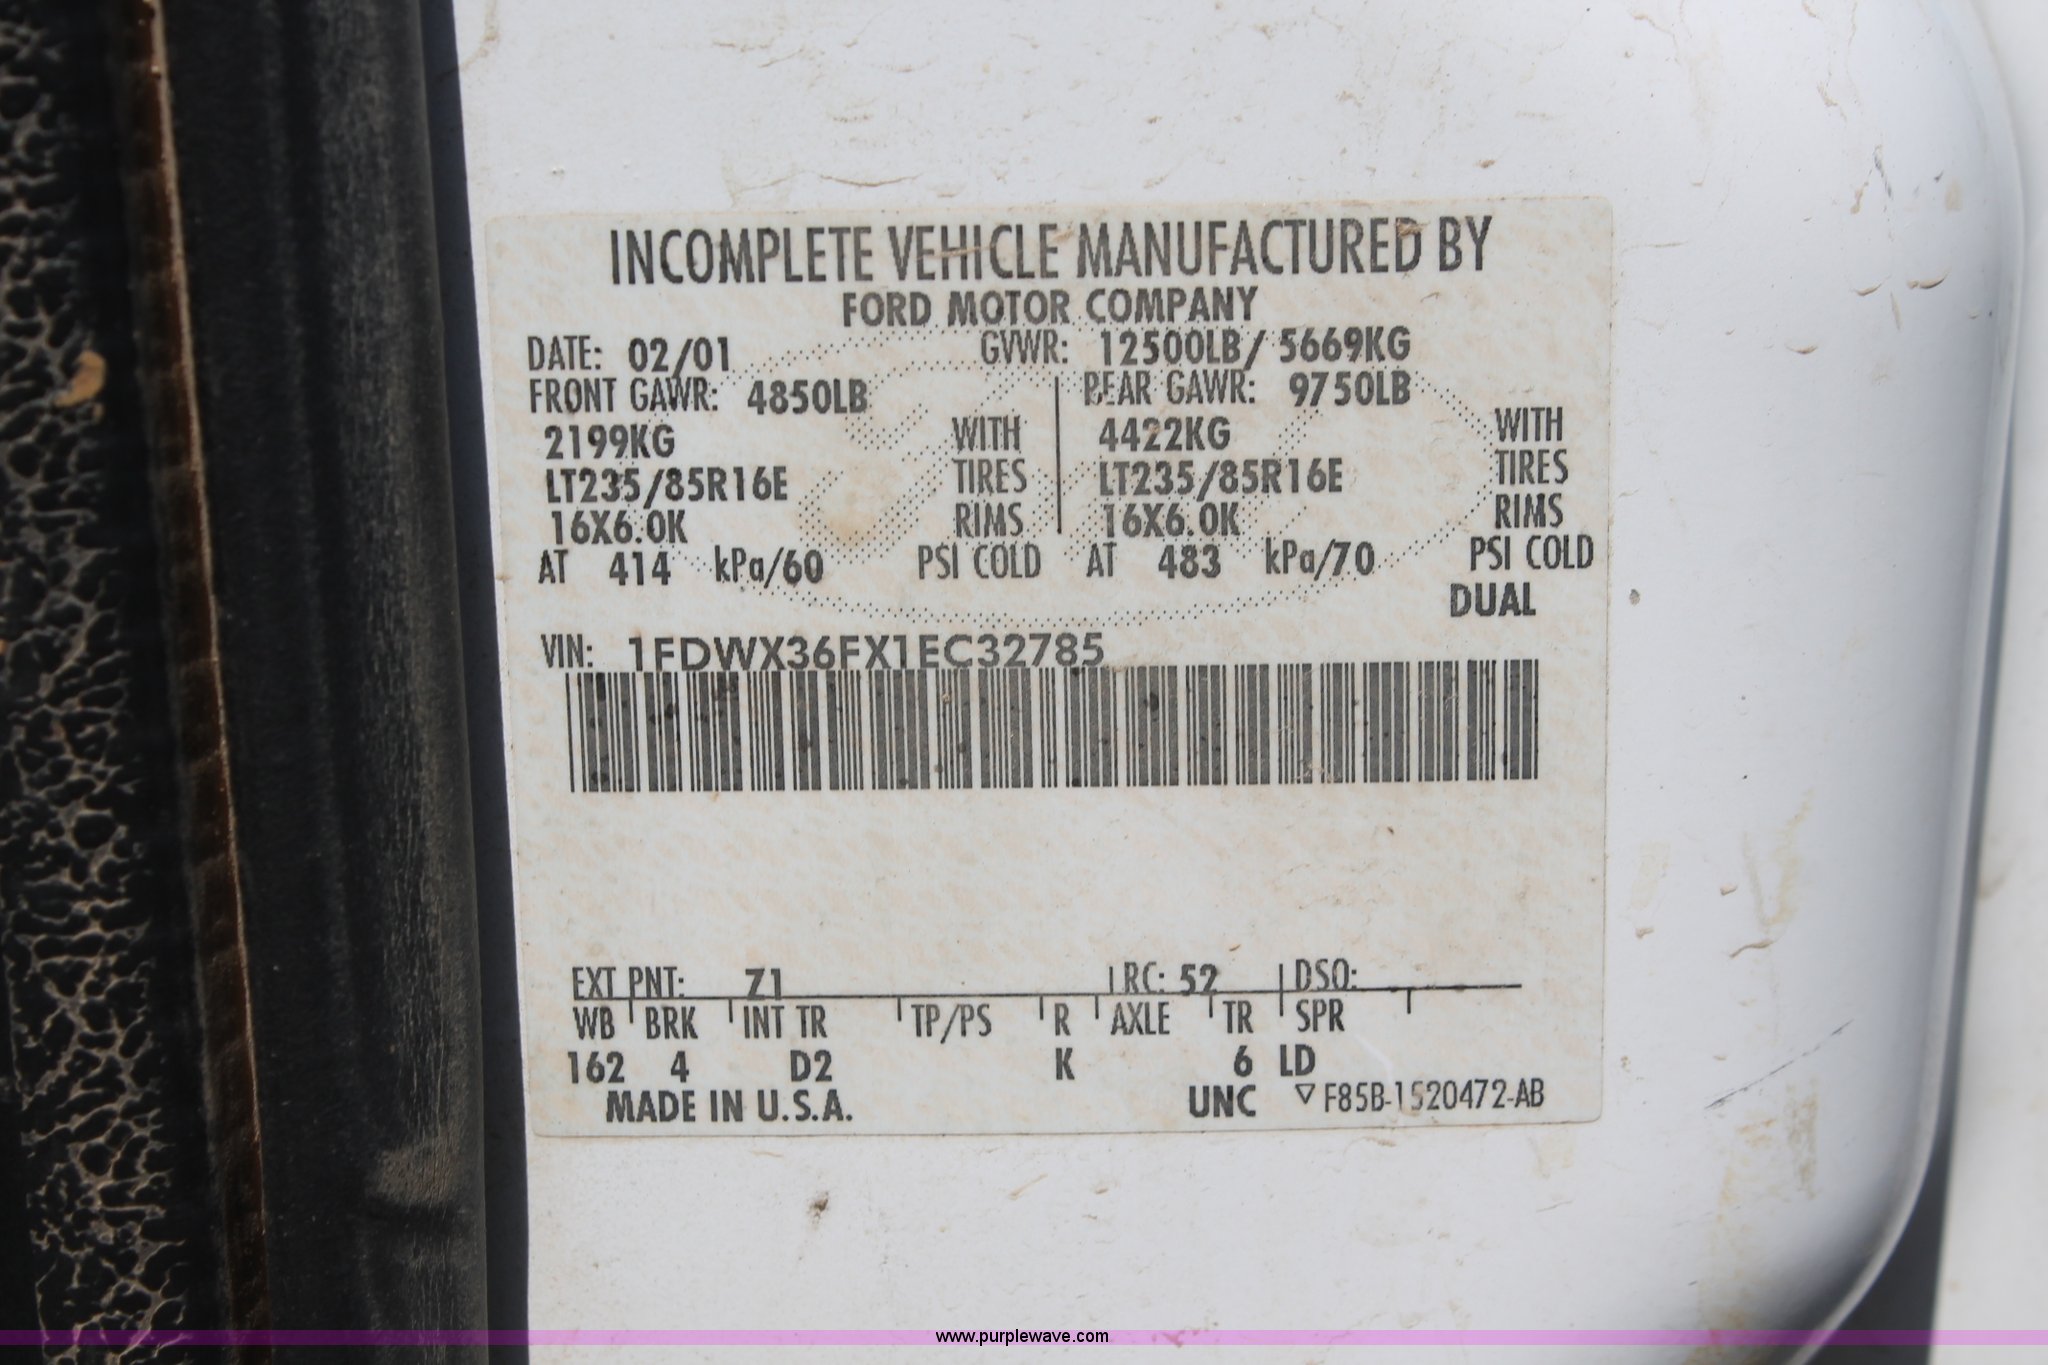 INCOMPLETE VEHICLE MANUFACTURED BY
FORD MOTOR COMPANY
DATE: 02/01 GVWR: 12500LB/ 5669KG
FRONT GAWR: 4850LB REAR GAWR: 9750LB
2199KG WITH 4422KG WITH
LT235/85R16E TIRES LT235/85R16E TIRES
16X6.0K RIMS 16X6.0K RIMS
AT 414 kPa/60 PSI COLD AT 483 kPa/70 PSI COLD
DUAL
VIN: 1FDWX36FX1EC32785
EXT PNT: Z1 RC: 52 DSO:
WB BRK INT TR TP/PS R AXLE TR SPR
162 4 D2 K 6 LD
MADE IN U.S.A. UNC ▽ F85B-1520472-AB
www.purplewave.com